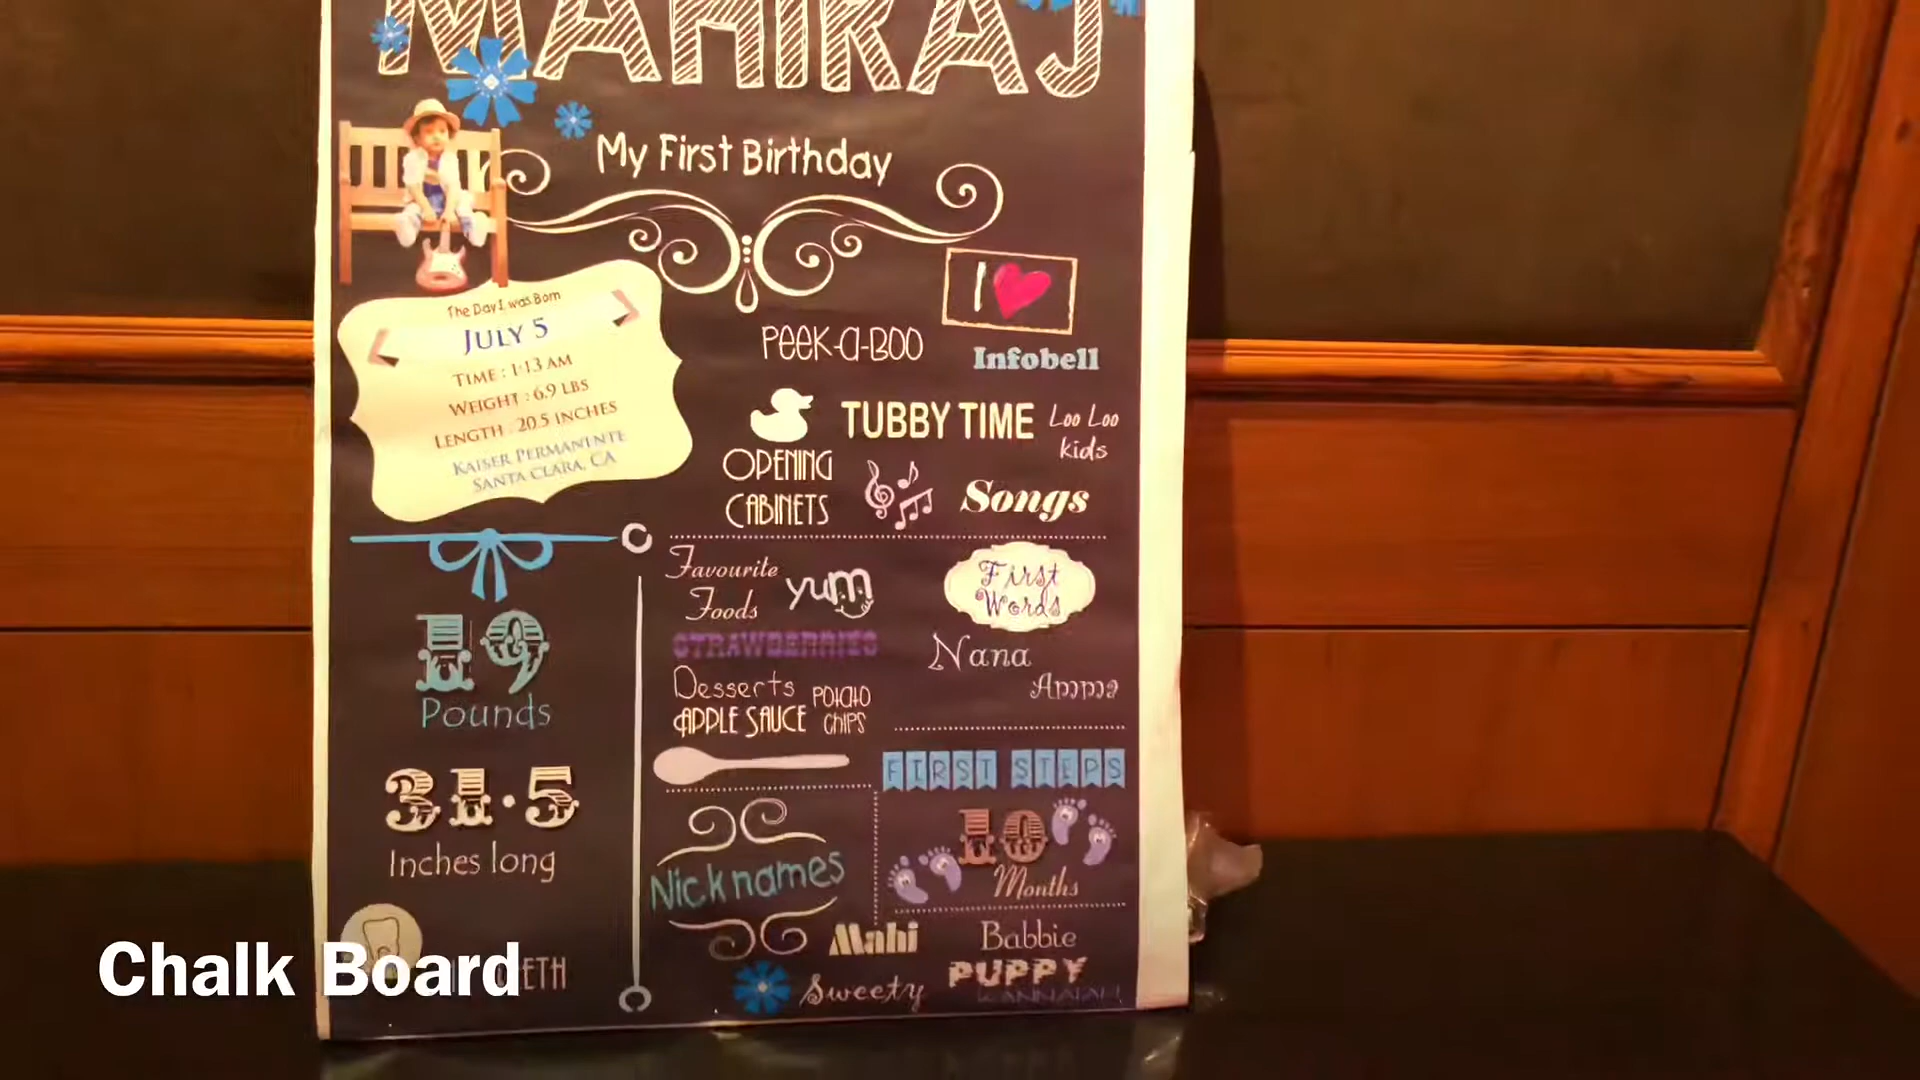 MAHIRAJ
My First Birthday
The Day I was Born
JULY 5
TIME : 1:13 AM
WEIGHT : 6.9 LBS
LENGTH : 20.5 INCHES
KAISER PERMANINTE
SANTA CLARA, CA
I
PEEK-A-BOO
Infobell
TUBBY TIME
Loo Loo
kids
OPENING
CABINETS
Songs
19
Pounds
31.5
Inches long
Favourite
Foods
yum
STRAWBERRIES
Desserts
POTATO
CHIPS
APPLE SAUCE
First
Words
Nana
Amma
FIRST STEPS
10
Months
Nicknames
Mahi
Babbie
Sweety
PUPPY
KANNAIAH
Chalk Board